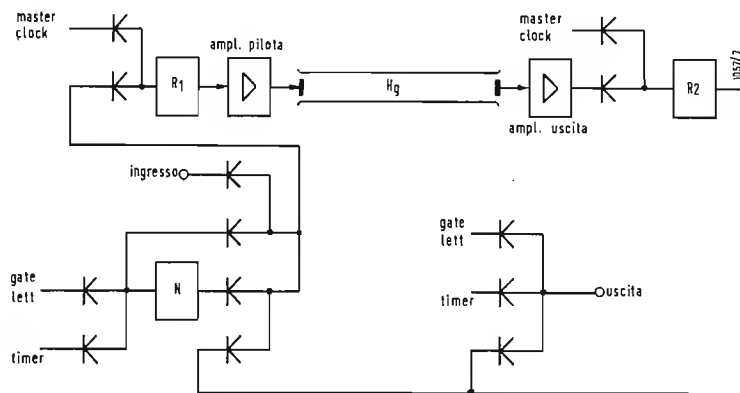 master
clock
ampl. pilota
R1
Hg
master
clock
ampl. uscita
R2
1057/2
ingresso
gate
lett
N
timer
gate
lett
timer
uscita